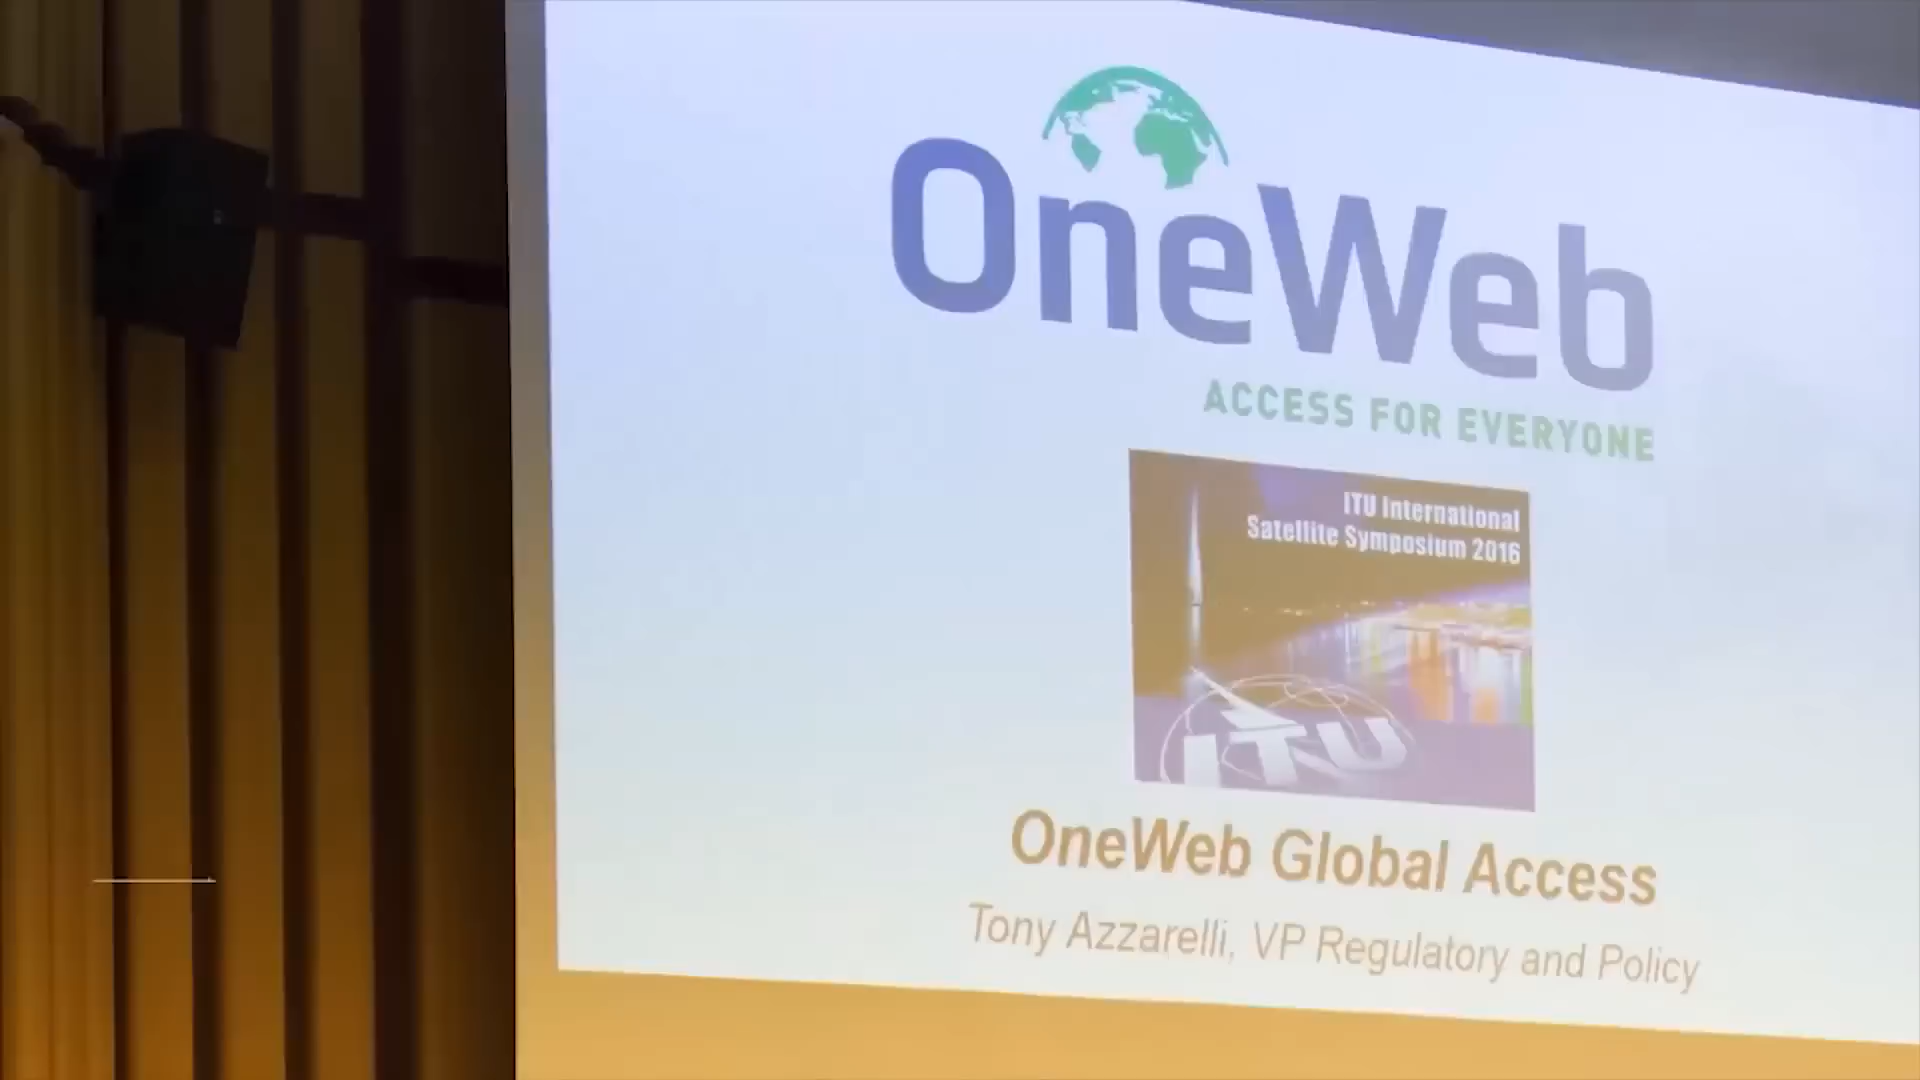 OneWeb
ACCESS FOR EVERYONE
ITU International
Satellite Symposium 2016
ITU
OneWeb Global Access
Tony Azzarelli, VP Regulatory and Policy